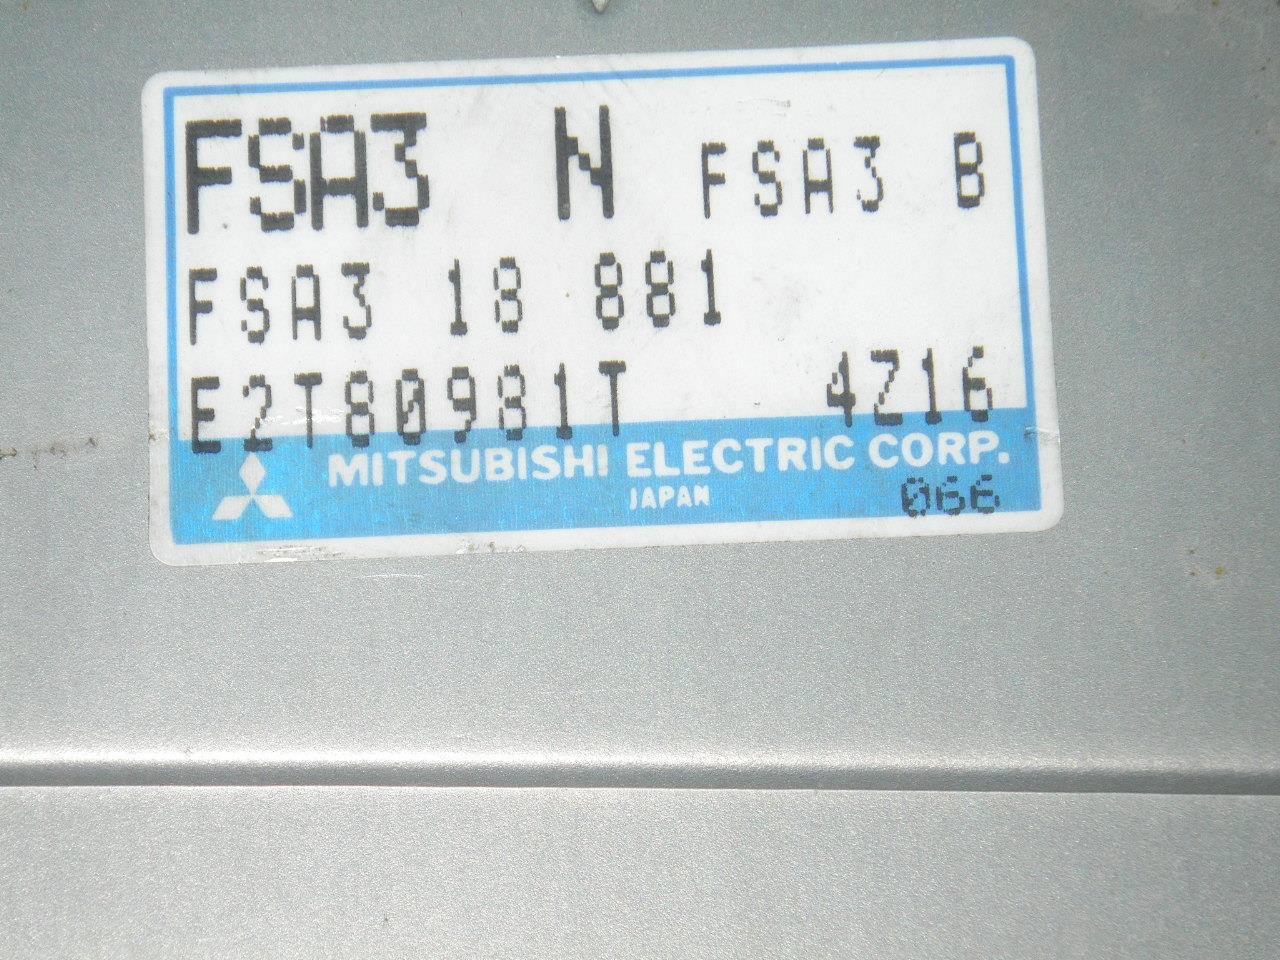 FSA3 N FSA3 B
FSA3 18 881
E2T80981T 4Z16
MITSUBISHI ELECTRIC CORP.
JAPAN 066